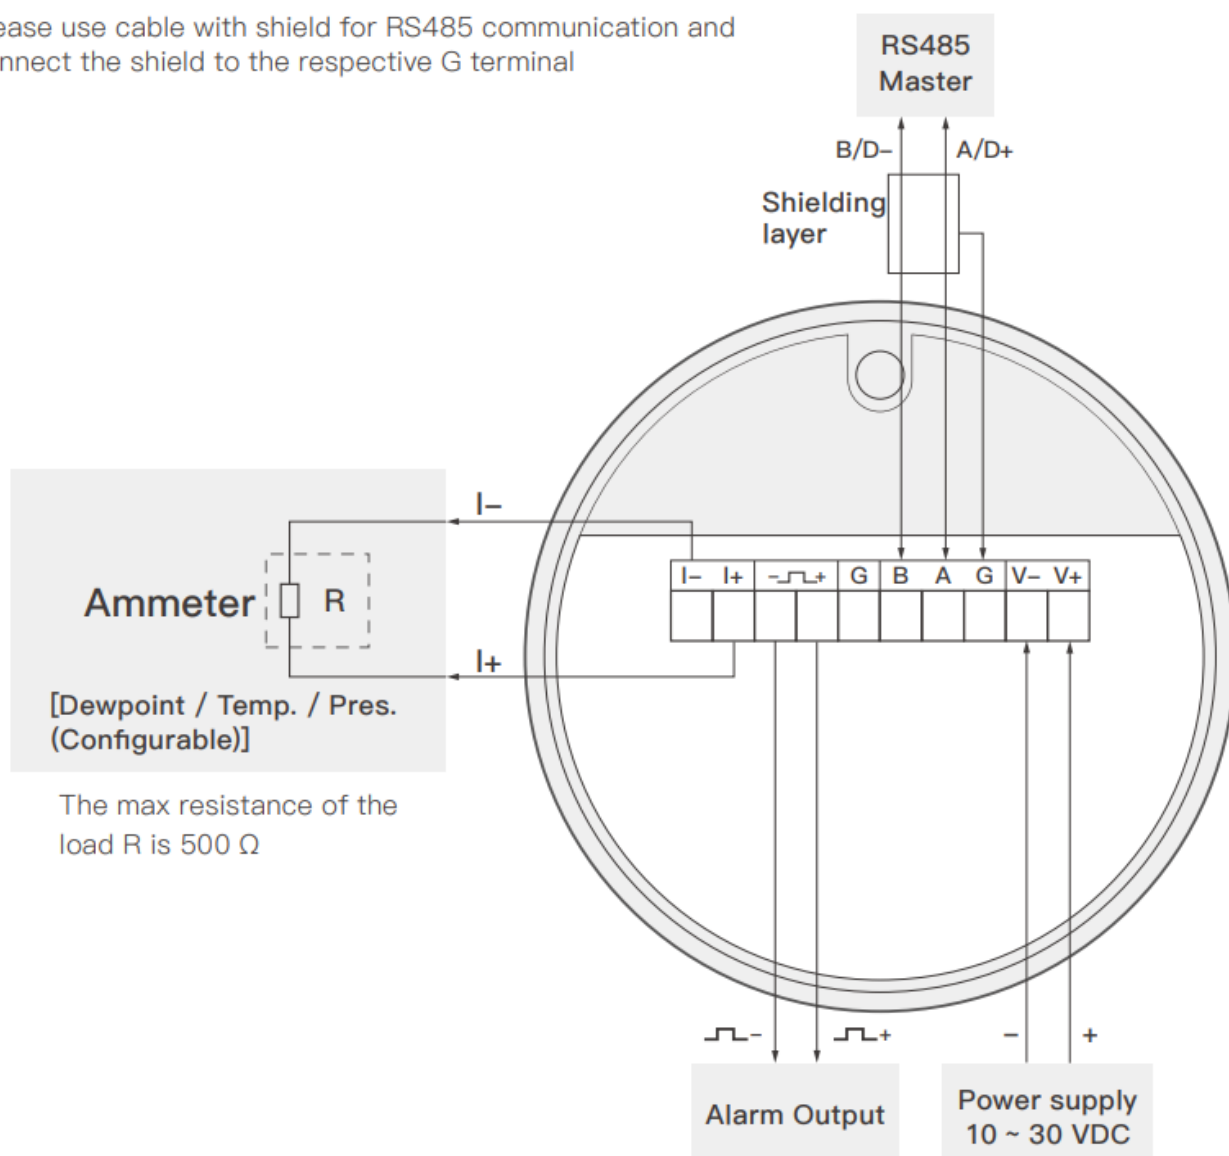 ease use cable with shield for RS485 communication and
nnect the shield to the respective G terminal
RS485
Master
B/D–
A/D+
Shielding
layer
I–
I– I+ – + G B A G V– V+
Ammeter
R
I+
[Dewpoint / Temp. / Pres.
(Configurable)]
The max resistance of the
load R is 500 Ω
–
+
–
+
Alarm Output
Power supply
10 ~ 30 VDC